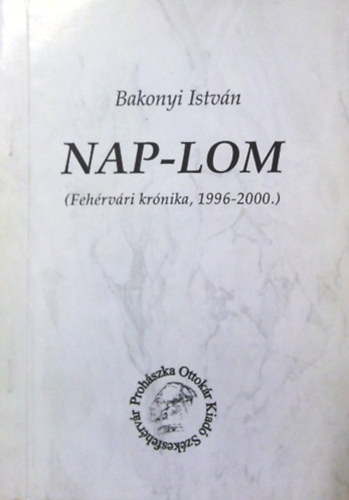 Bakonyi István
NAP-LOM
(Fehérvári krónika, 1996-2000.)
Prohászka Ottokár Kiadó Székesfehérvár